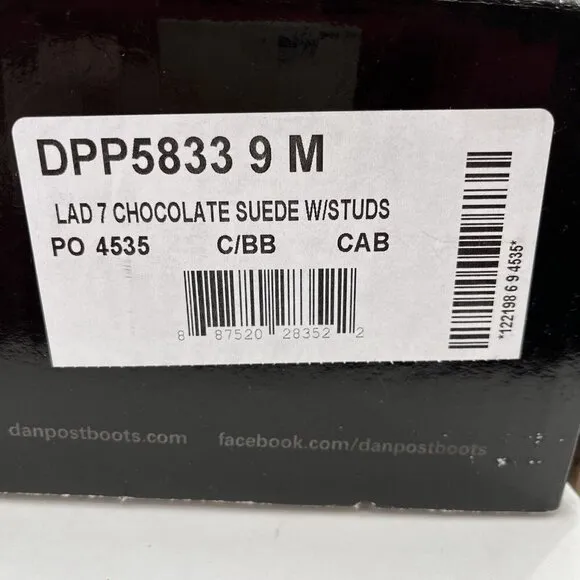 DPP5833 9 M
LAD 7 CHOCOLATE SUEDE W/STUDS
PO 4535 C/BB CAB
8 87520 28352 2
*122198 6 9 4535*
danpostboots.com facebook.com/danpostboots